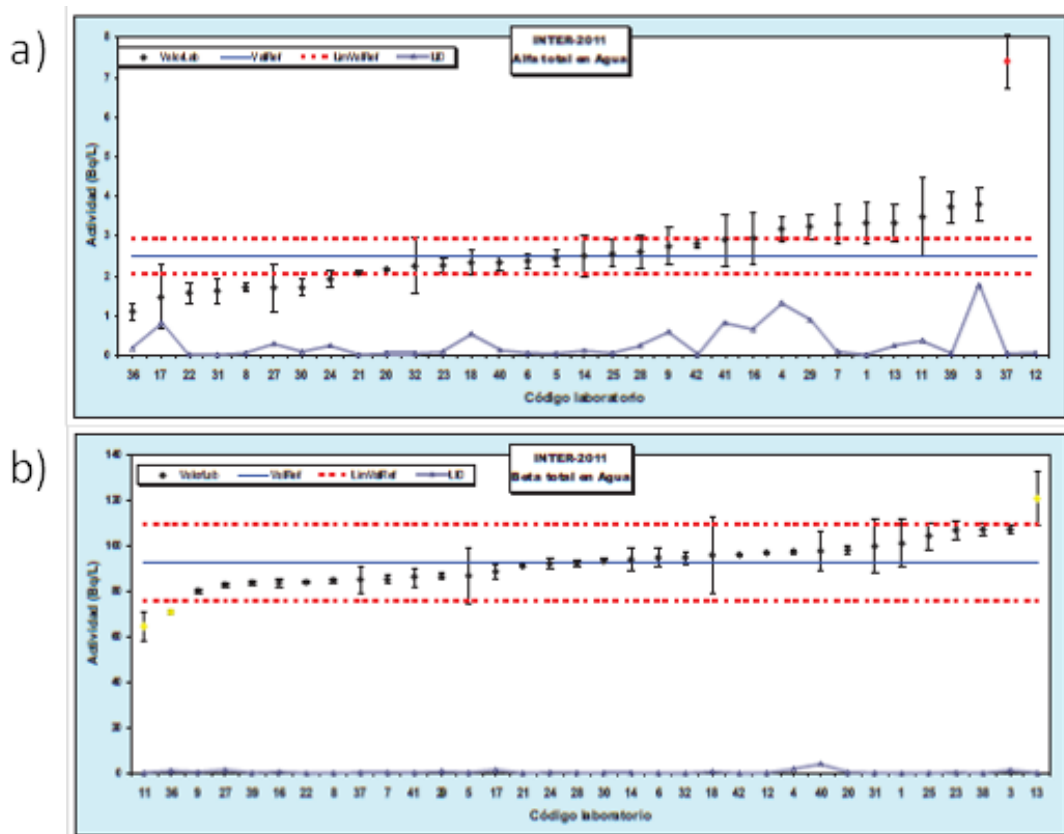 a)
INTER-2011
Alfa total en Agua
ValorLab ValRef LimValRef LID
Actividad (Bq/L)
8
7
6
5
4
3
2
1
0
36 17 22 31 8 27 30 24 21 20 32 23 18 40 6 5 14 25 28 9 42 41 16 4 29 7 1 13 11 39 3 37 12
Código laboratorio
b)
INTER-2011
Beta total en Agua
ValorLab ValRef LimValRef LID
Actividad (Bq/L)
140
120
100
80
60
40
20
0
11 36 9 27 39 16 22 8 37 7 41 29 5 17 21 24 28 30 14 6 32 18 42 12 4 40 20 31 1 25 23 38 3 13
Código laboratorio